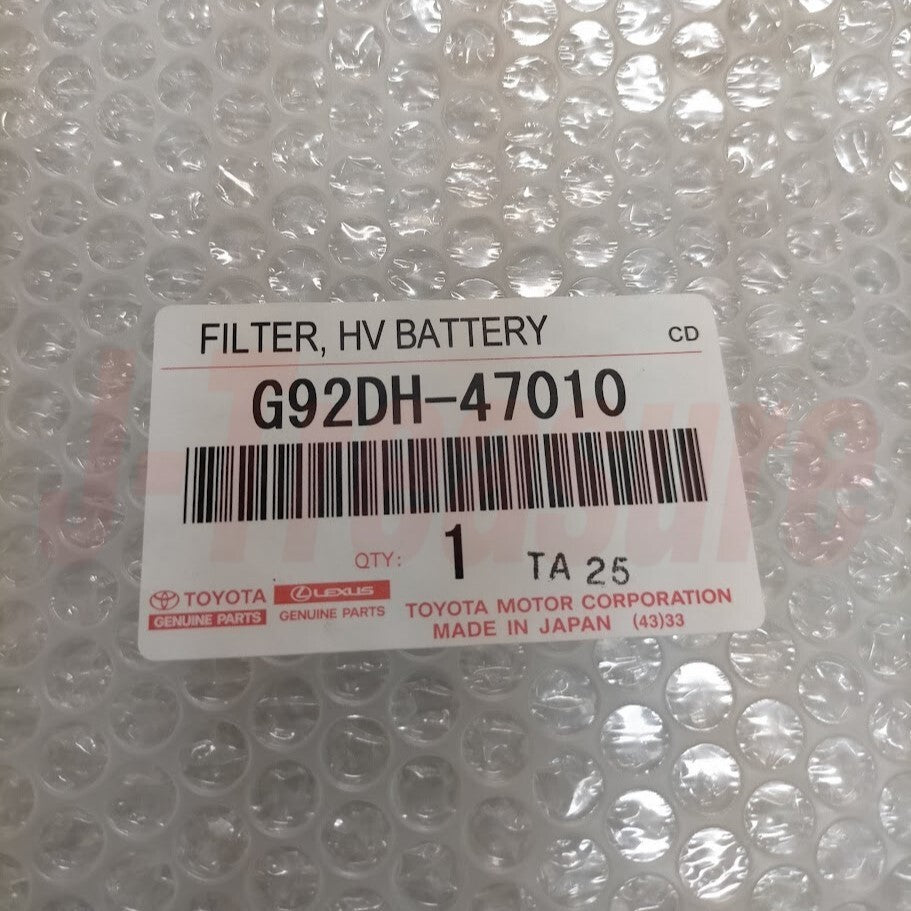 FILTER, HV BATTERY CD
G92DH-47010
QTY: 1 TA 25
TOYOTA LEXUS
GENUINE PARTS GENUINE PARTS
TOYOTA MOTOR CORPORATION
MADE IN JAPAN (43)33
J-Treasure